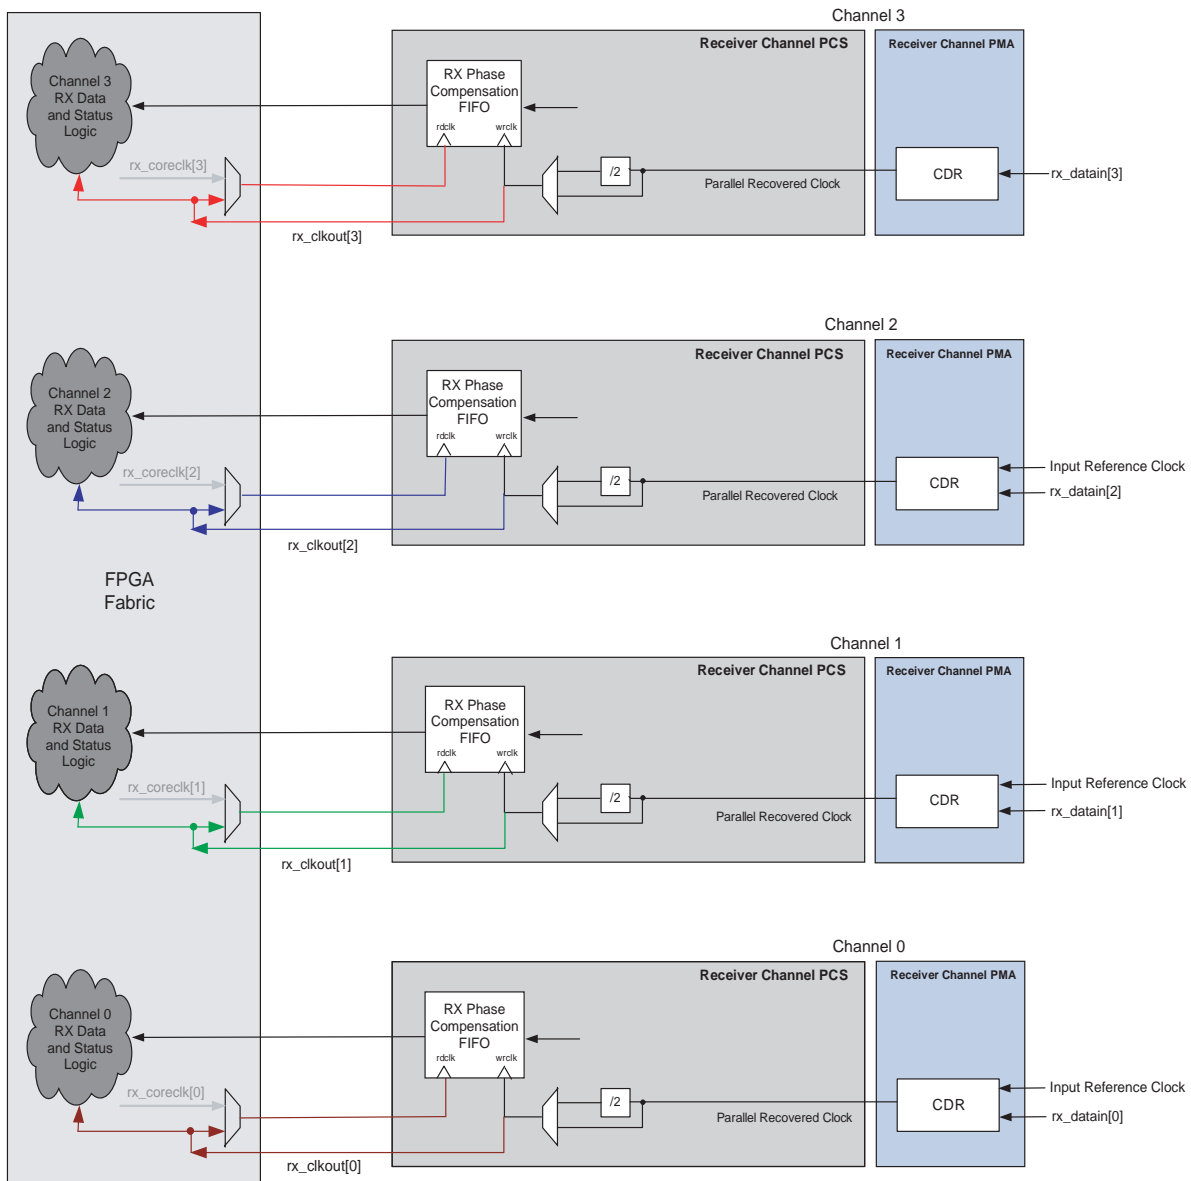 Channel 3
Receiver Channel PCS
Receiver Channel PMA
Channel 3
RX Data
and Status
Logic
RX Phase
Compensation
FIFO
rdclk
wrclk
rx_coreclk[3]
/2
Parallel Recovered Clock
CDR
rx_datain[3]
rx_clkout[3]
Channel 2
Receiver Channel PCS
Receiver Channel PMA
Channel 2
RX Data
and Status
Logic
RX Phase
Compensation
FIFO
rdclk
wrclk
rx_coreclk[2]
/2
Parallel Recovered Clock
CDR
Input Reference Clock
rx_datain[2]
rx_clkout[2]
FPGA
Fabric
Channel 1
Receiver Channel PCS
Receiver Channel PMA
Channel 1
RX Data
and Status
Logic
RX Phase
Compensation
FIFO
rdclk
wrclk
rx_coreclk[1]
/2
Parallel Recovered Clock
CDR
Input Reference Clock
rx_datain[1]
rx_clkout[1]
Channel 0
Receiver Channel PCS
Receiver Channel PMA
Channel 0
RX Data
and Status
Logic
RX Phase
Compensation
FIFO
rdclk
wrclk
rx_coreclk[0]
/2
Parallel Recovered Clock
CDR
Input Reference Clock
rx_datain[0]
rx_clkout[0]